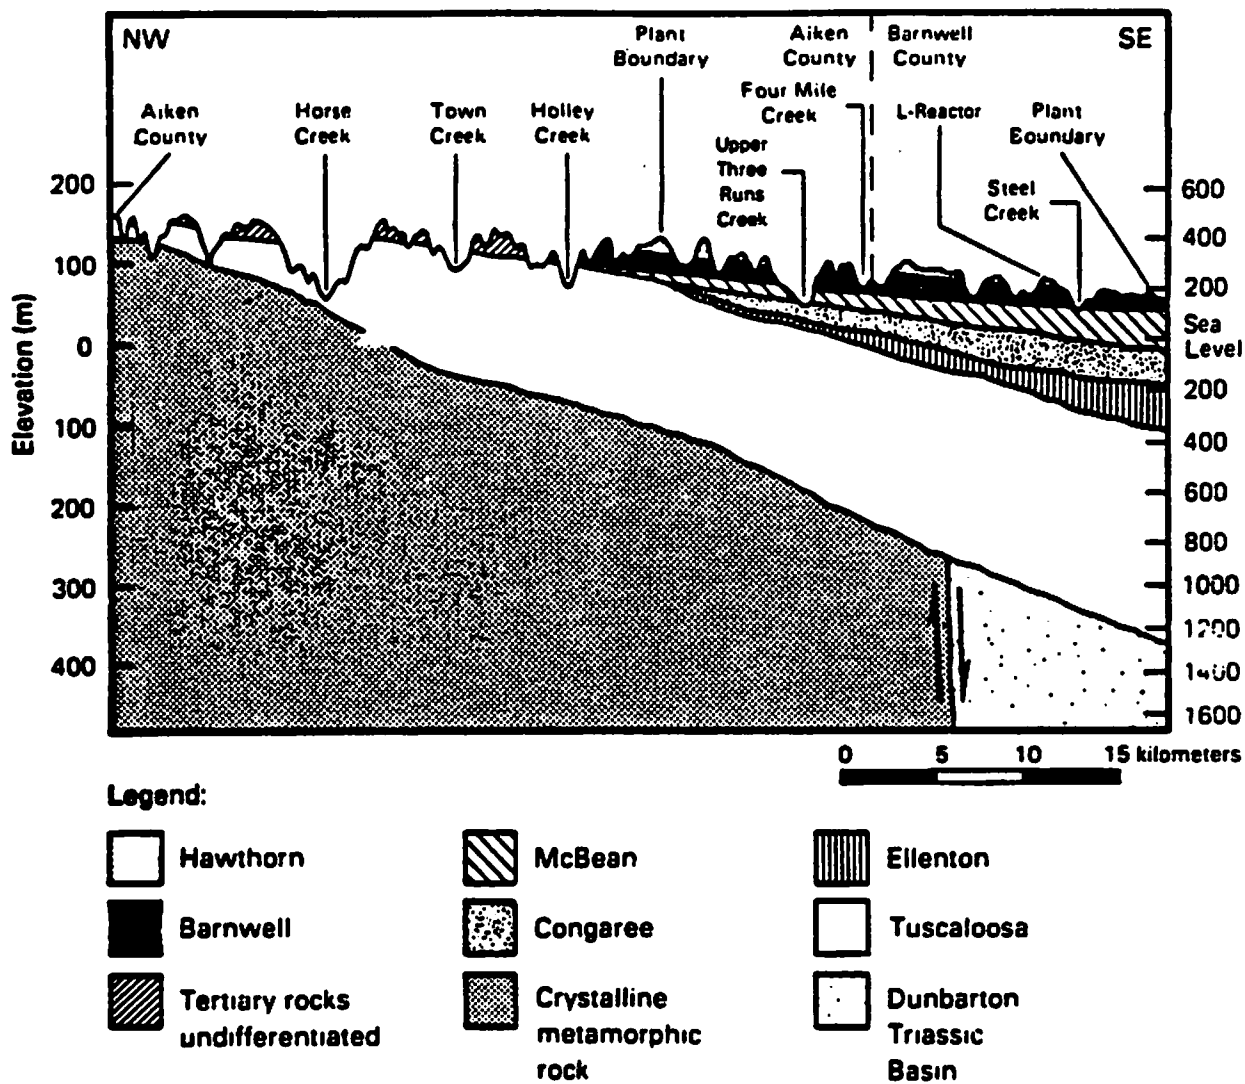 NW
SE
Plant
Boundary
Aiken
County
Barnwell
County
Four Mile
Creek
Aiken
County
Horse
Creek
Town
Creek
Holley
Creek
Upper
Three
Runs
Creek
L-Reactor
Plant
Boundary
Steel
Creek
Elevation (m)
200
100
0
100
200
300
400
600
400
200
Sea
Level
200
400
600
800
1000
1200
1400
1600
0 5 10 15 kilometers
Legend:
Hawthorn
McBean
Ellenton
Barnwell
Congaree
Tuscaloosa
Tertiary rocks
undifferentiated
Crystalline
metamorphic
rock
Dunbarton
Triassic
Basin